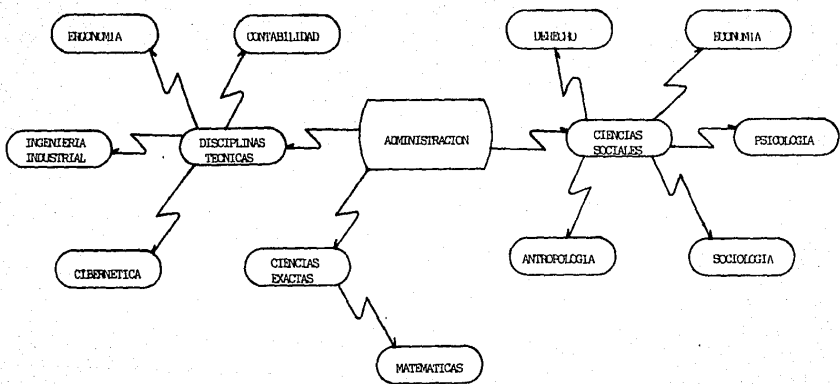 ERGONOMIA
CONTABILIDAD
DERECHO
ECONOMIA
INGENIERIA
INDUSTRIAL
DISCIPLINAS
TECNICAS
ADMINISTRACION
CIENCIAS
SOCIALES
PSICOLOGIA
CIBERNETICA
CIENCIAS
EXACTAS
ANTROPOLOGIA
SOCIOLOGIA
MATEMATICAS